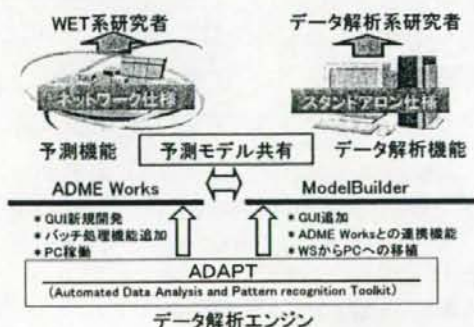 WET系研究者
データ解析系研究者
ネットワーク仕様
スタンドアロン仕様
予測機能
予測モデル共有
データ解析機能
ADME Works
ModelBuilder
* GUI新規開発
* バッチ処理機能追加
* PC稼働
* GUI追加
* ADME Worksとの連携機能
* WSからPCへの移植
ADAPT
(Automated Data Analysis and Pattern recognition Toolkit)
データ解析エンジン